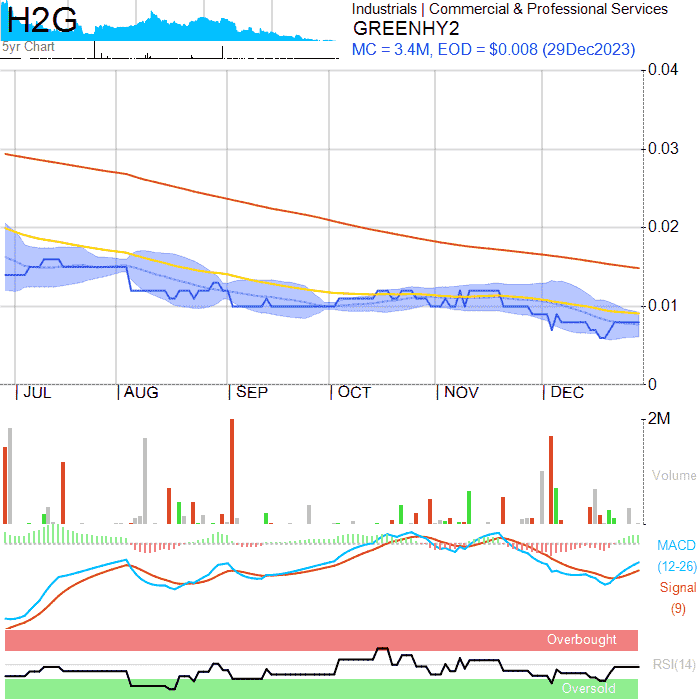 H2G
5yr Chart
Industrials | Commercial & Professional Services
GREENHY2
MC = 3.4M, EOD = $0.008 (29Dec2023)
0.04
0.03
0.02
0.01
0
JUL AUG SEP OCT NOV DEC
2M
Volume
MACD
(12-26)
Signal
(9)
Overbought
RSI(14)
Oversold